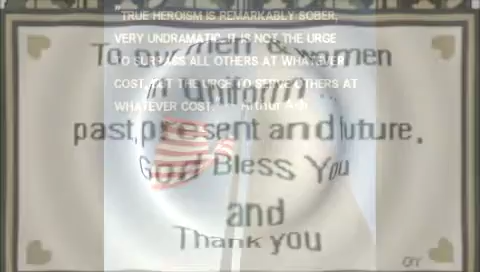 "TRUE HEROISM IS REMARKABLY SOBER,
VERY UNDRAMATIC. IT IS NOT THE URGE
TO SURPASS ALL OTHERS AT WHATEVER
COST, BUT THE URGE TO SERVE OTHERS AT
WHATEVER COST." Arthur Ash
To our men & women
in uniform
past, present and future.
God Bless You
and
Thank you